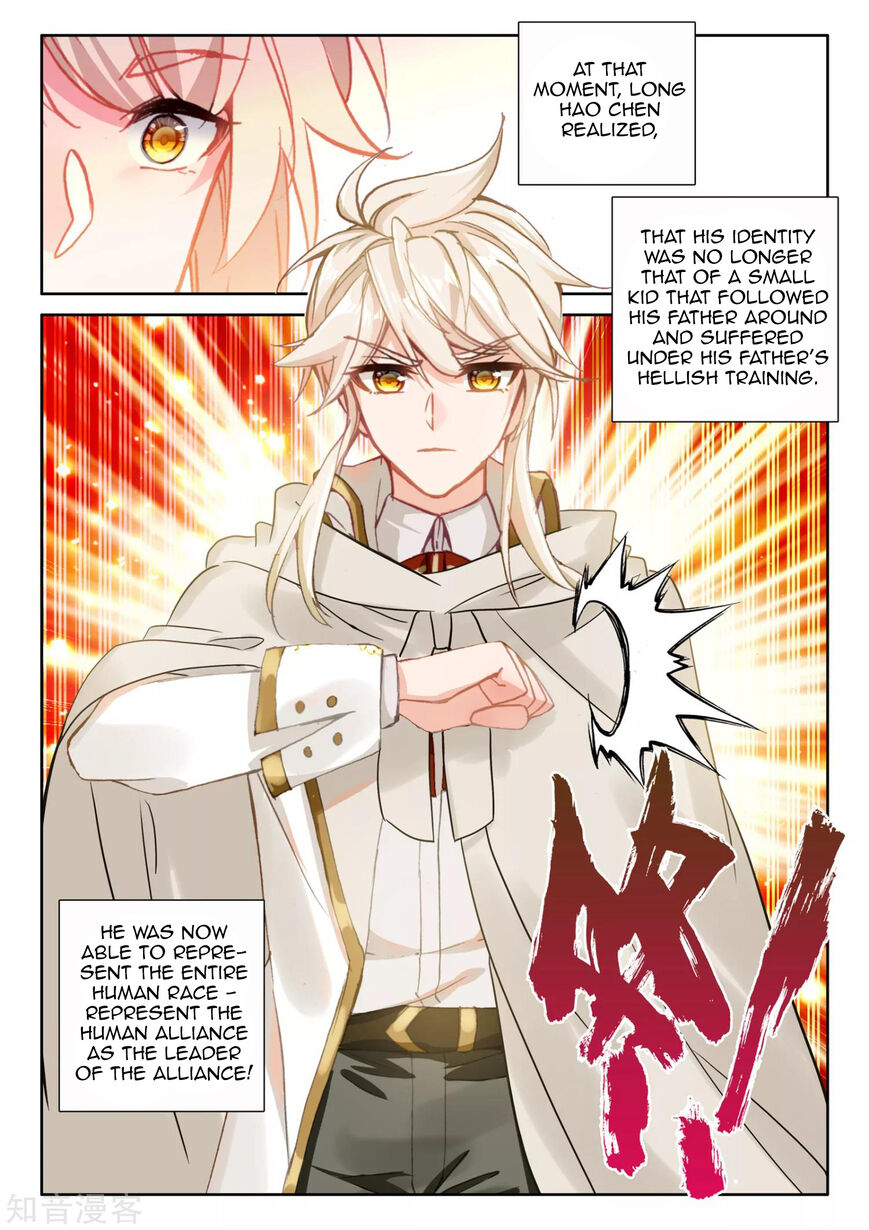 AT THAT
MOMENT, LONG
HAO CHEN
REALIZED,
THAT HIS IDENTITY
WAS NO LONGER
THAT OF A SMALL
KID THAT FOLLOWED
HIS FATHER AROUND
AND SUFFERED
UNDER HIS FATHER'S
HELLISH TRAINING.
HE WAS NOW
ABLE TO REPRE-
SENT THE ENTIRE
HUMAN RACE -
REPRESENT THE
HUMAN ALLIANCE
AS THE LEADER
OF THE ALLIANCE!
知音漫客